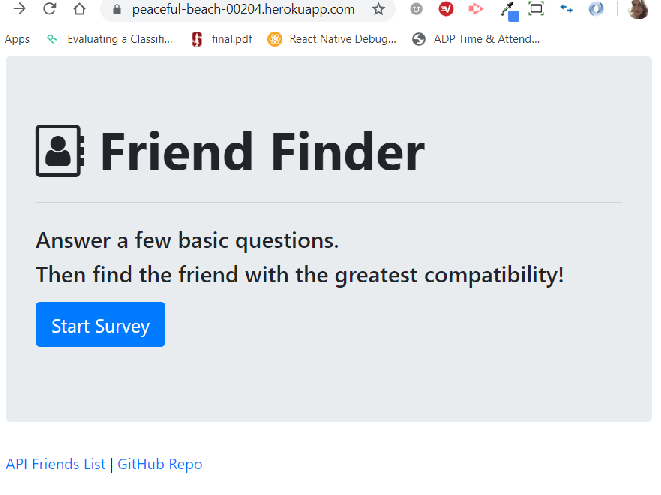 peaceful-beach-00204.herokuapp.com
Apps Evaluating a Classifi... final.pdf React Native Debug... ADP Time & Attend...
Friend Finder
Answer a few basic questions.
Then find the friend with the greatest compatibility!
Start Survey
API Friends List | GitHub Repo